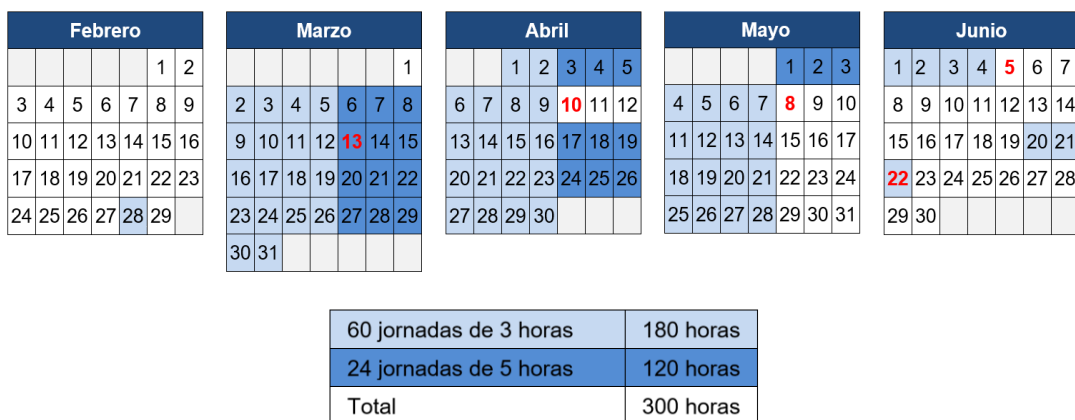 Febrero
1 2
3 4 5 6 7 8 9
10 11 12 13 14 15 16
17 18 19 20 21 22 23
24 25 26 27 28 29
Marzo
1
2 3 4 5 6 7 8
9 10 11 12 13 14 15
16 17 18 19 20 21 22
23 24 25 26 27 28 29
30 31
Abril
1 2 3 4 5
6 7 8 9 10 11 12
13 14 15 16 17 18 19
20 21 22 23 24 25 26
27 28 29 30
Mayo
1 2 3
4 5 6 7 8 9 10
11 12 13 14 15 16 17
18 19 20 21 22 23 24
25 26 27 28 29 30 31
Junio
1 2 3 4 5 6 7
8 9 10 11 12 13 14
15 16 17 18 19 20 21
22 23 24 25 26 27 28
29 30
60 jornadas de 3 horas 180 horas
24 jornadas de 5 horas 120 horas
Total 300 horas